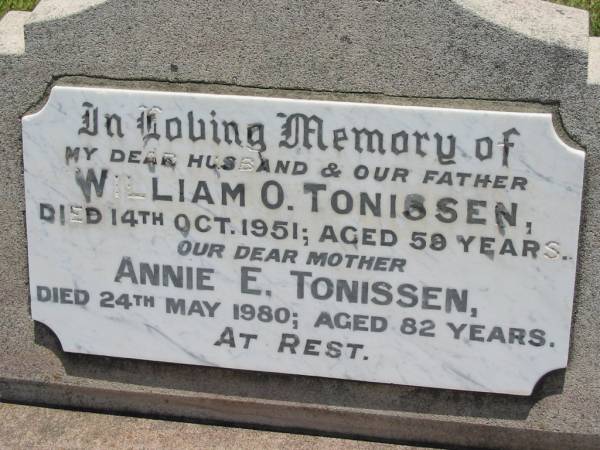 In Loving Memory of
MY DEAR HUSBAND & OUR FATHER
WILLIAM O. TONISSEN,
DIED 14TH OCT. 1951; AGED 59 YEARS.
OUR DEAR MOTHER
ANNIE E. TONISSEN,
DIED 24TH MAY 1980; AGED 82 YEARS.
AT REST.